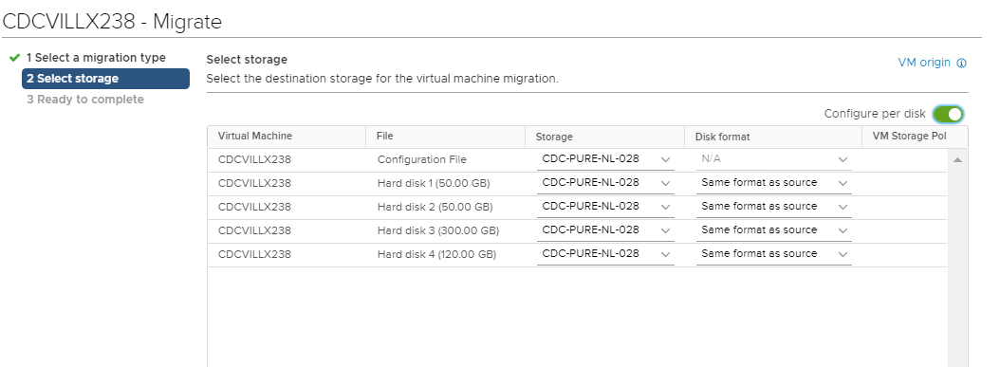 CDCVILLX238 - Migrate
1 Select a migration type
2 Select storage
3 Ready to complete
Select storage
VM origin
Select the destination storage for the virtual machine migration.
Configure per disk
Virtual Machine File Storage Disk format VM Storage Pol
CDCVILLX238 Configuration File CDC-PURE-NL-028 N/A
CDCVILLX238 Hard disk 1 (50.00 GB) CDC-PURE-NL-028 Same format as source
CDCVILLX238 Hard disk 2 (50.00 GB) CDC-PURE-NL-028 Same format as source
CDCVILLX238 Hard disk 3 (300.00 GB) CDC-PURE-NL-028 Same format as source
CDCVILLX238 Hard disk 4 (120.00 GB) CDC-PURE-NL-028 Same format as source